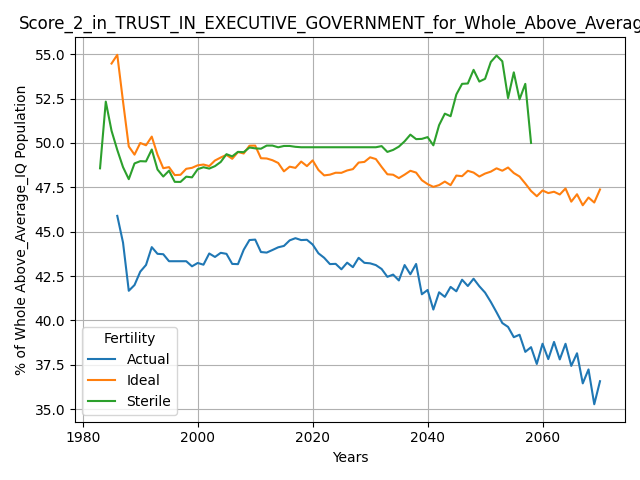 Score_2_in_TRUST_IN_EXECUTIVE_GOVERNMENT_for_Whole_Above_Averag
55.0
52.5
50.0
47.5
45.0
42.5
40.0
37.5
35.0
% of Whole Above_Average_IQ Population
Fertility
Actual
Ideal
Sterile
1980
2000
2020
2040
2060
Years